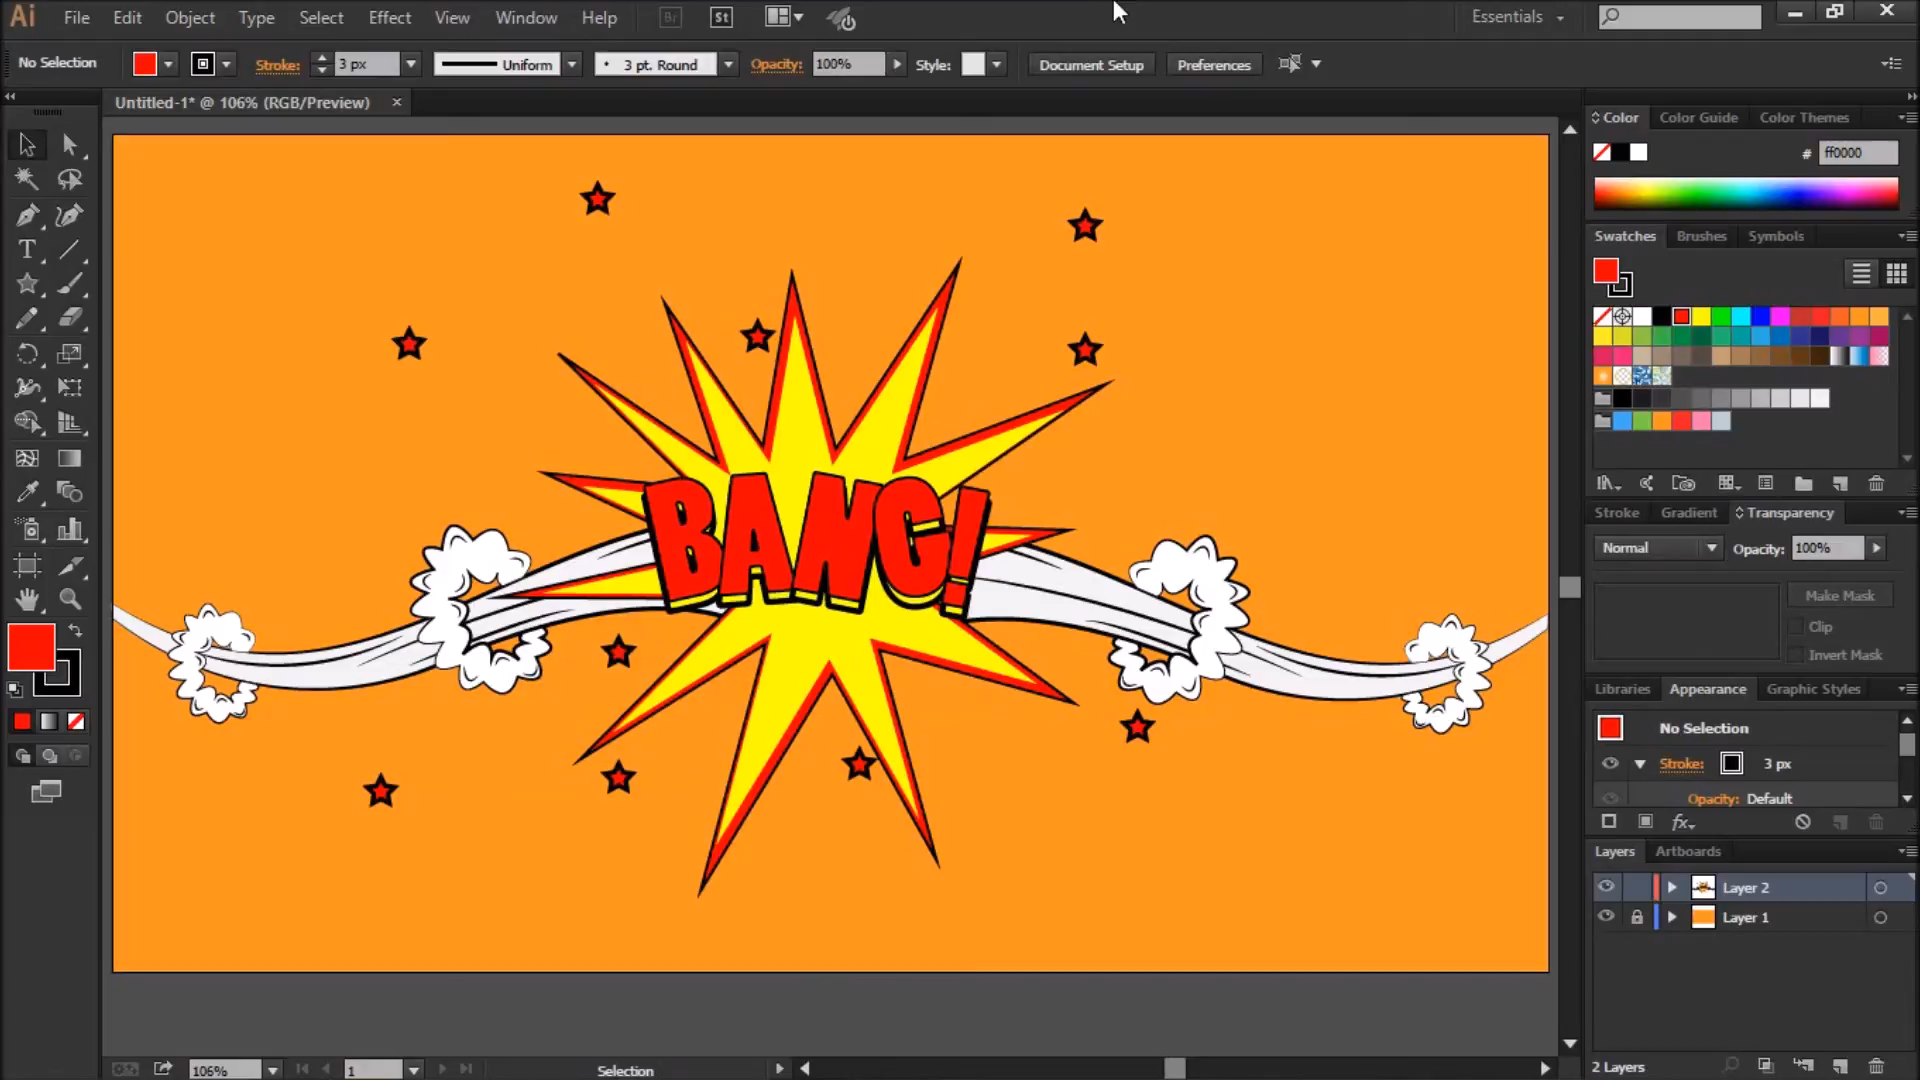 Ai File Edit Object Type Select Effect View Window Help Br St Essentials
No Selection Stroke: 3 px Uniform 3 pt. Round Opacity: 100% Style: Document Setup Preferences
Untitled-1* @ 106% (RGB/Preview)
Color Color Guide Color Themes
# ff0000
Swatches Brushes Symbols
BANG!
Stroke Gradient Transparency
Normal Opacity: 100%
Make Mask
Clip
Invert Mask
Libraries Appearance Graphic Styles
No Selection
Stroke: 3 px
Opacity: Default
fx
Layers Artboards
Layer 2
Layer 1
106% 1 Selection 2 Layers